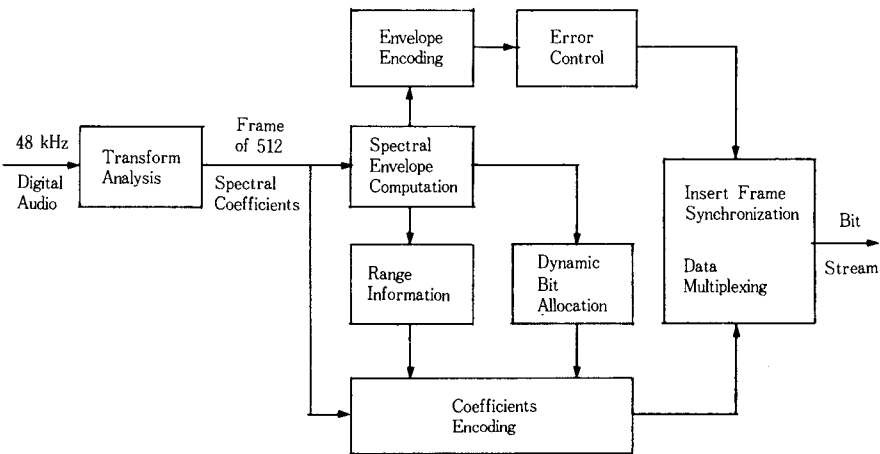 Envelope
Encoding
Error
Control
48 kHz
Digital
Audio
Transform
Analysis
Frame
of 512
Spectral
Coefficients
Spectral
Envelope
Computation
Range
Information
Dynamic
Bit
Allocation
Insert Frame
Synchronization
Data
Multiplexing
Bit
Stream
Coefficients
Encoding